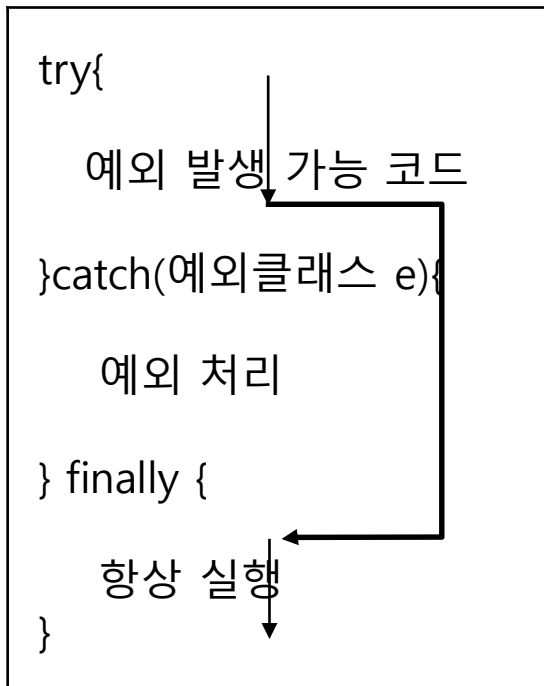 try{
예외 발생 가능 코드
}catch(예외클래스 e){
예외 처리
} finally {
항상 실행
}